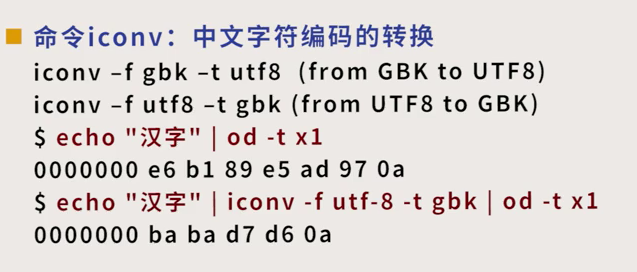 命令iconv：中文字符编码的转换
iconv –f gbk –t utf8 (from GBK to UTF8)
iconv –f utf8 –t gbk (from UTF8 to GBK)
$ echo "汉字" | od -t x1
0000000 e6 b1 89 e5 ad 97 0a
$ echo "汉字" | iconv -f utf-8 -t gbk | od -t x1
0000000 ba ba d7 d6 0a